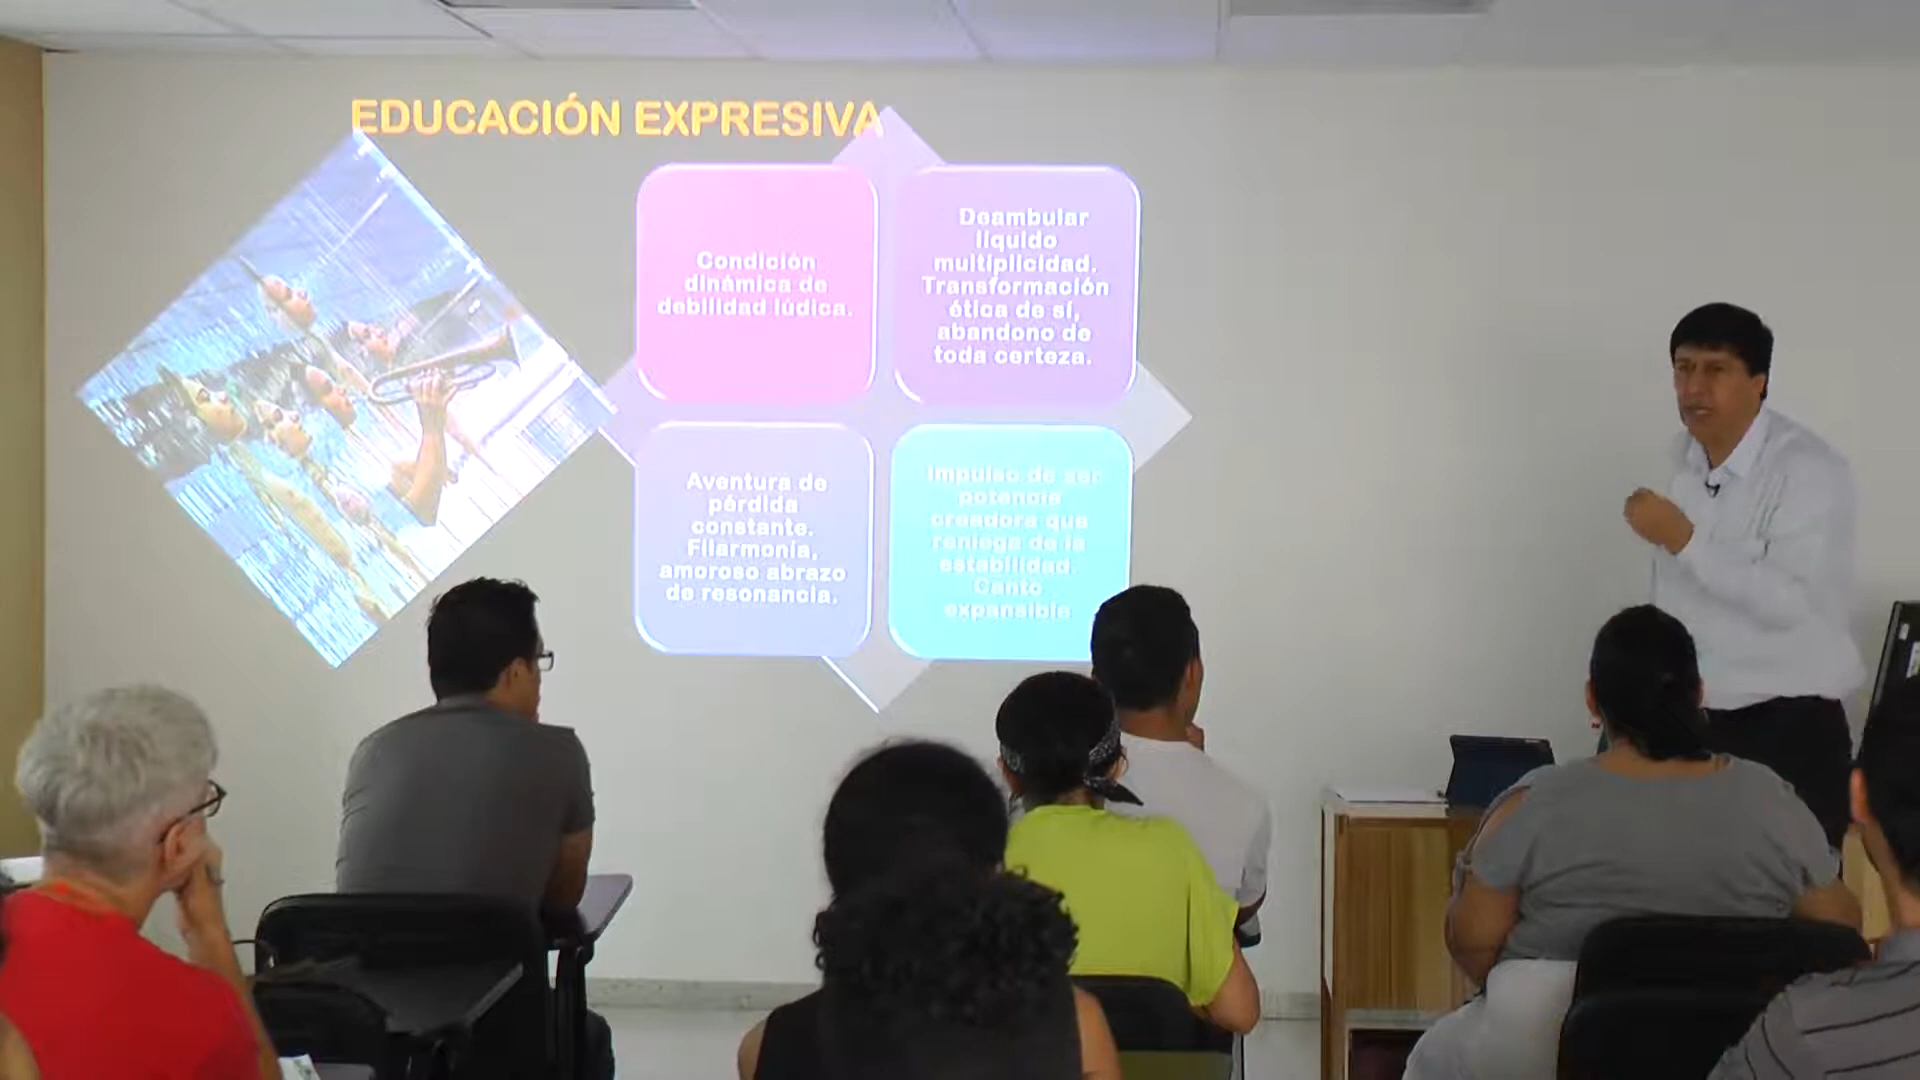 EDUCACIÓN EXPRESIVA
Condición
dinámica de
debilidad lúdica.
Deambular
líquido
multiplicidad.
Transformación
ética de sí,
abandono de
toda certeza.
Aventura de
pérdida
constante.
Filarmonía,
amoroso abrazo
de resonancia.
Impulso de ser
potencia
creadora que
reniega de la
estabilidad.
Canto
expansible